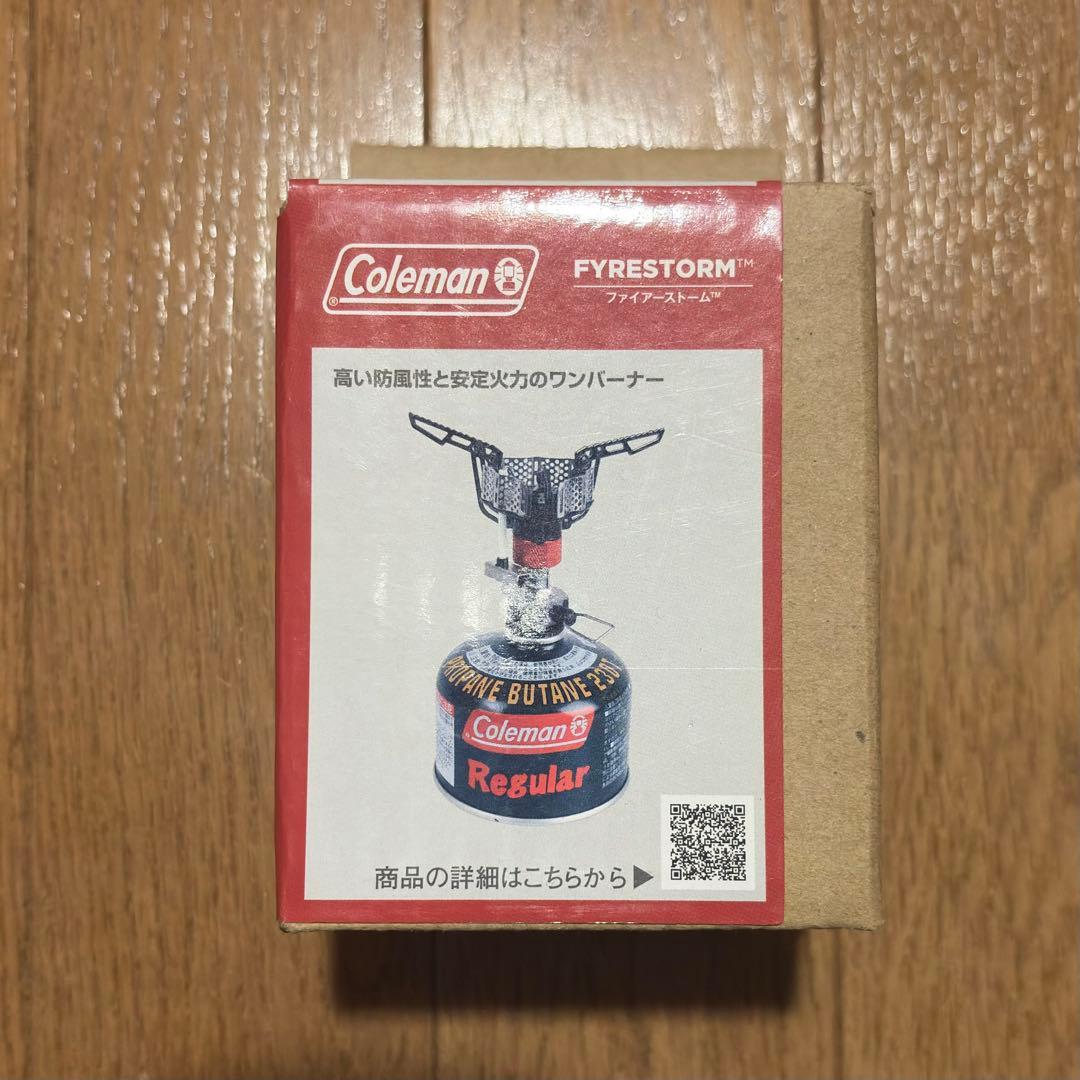 Coleman
®
FYRESTORM™
ファイアーストーム™
高い防風性と安定火力のワンバーナー
PROPANE BUTANE 230T
Coleman
Regular
商品の詳細はこちらから▶